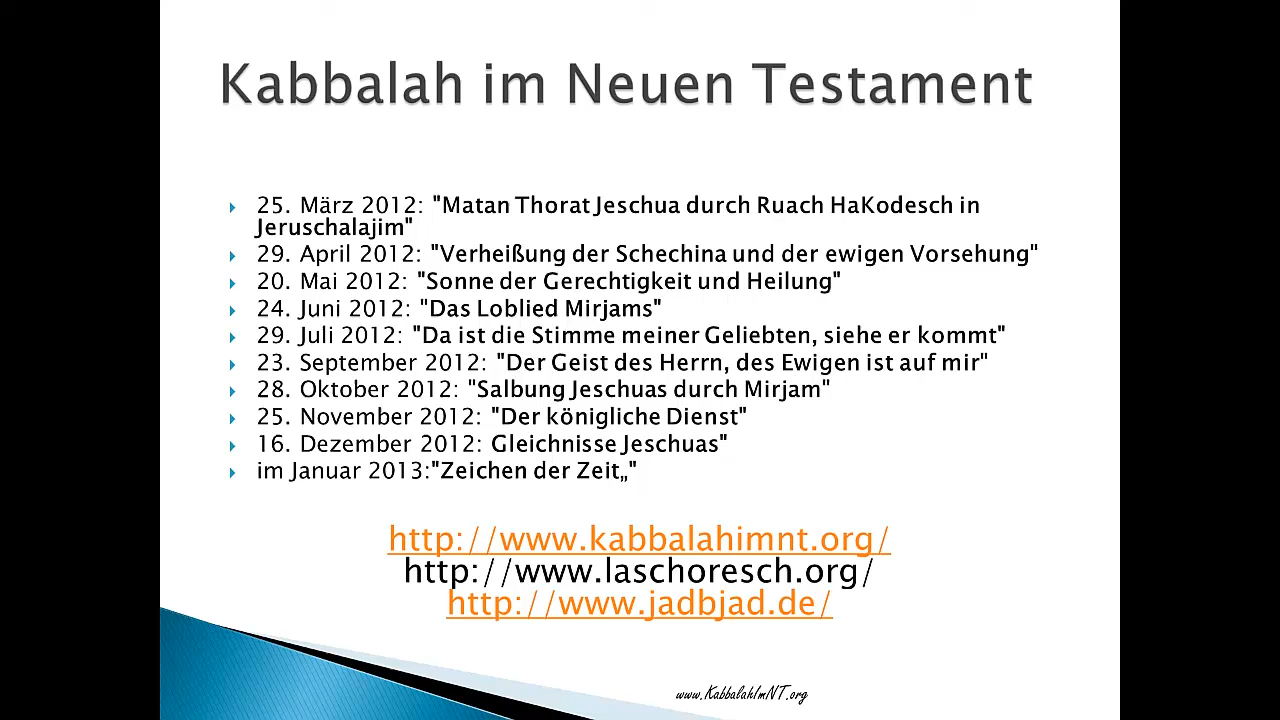 Kabbalah im Neuen Testament
25. März 2012: "Matan Thorat Jeschua durch Ruach HaKodesch in
Jeruschalajim"
29. April 2012: "Verheißung der Schechina und der ewigen Vorsehung"
20. Mai 2012: "Sonne der Gerechtigkeit und Heilung"
24. Juni 2012: "Das Loblied Mirjams"
29. Juli 2012: "Da ist die Stimme meiner Geliebten, siehe er kommt"
23. September 2012: "Der Geist des Herrn, des Ewigen ist auf mir"
28. Oktober 2012: "Salbung Jeschuas durch Mirjam"
25. November 2012: "Der königliche Dienst"
16. Dezember 2012: Gleichnisse Jeschuas"
im Januar 2013:"Zeichen der Zeit„"
http://www.kabbalahimnt.org/
http://www.laschoresch.org/
http://www.jadbjad.de/
www.KabbalahImNT.org